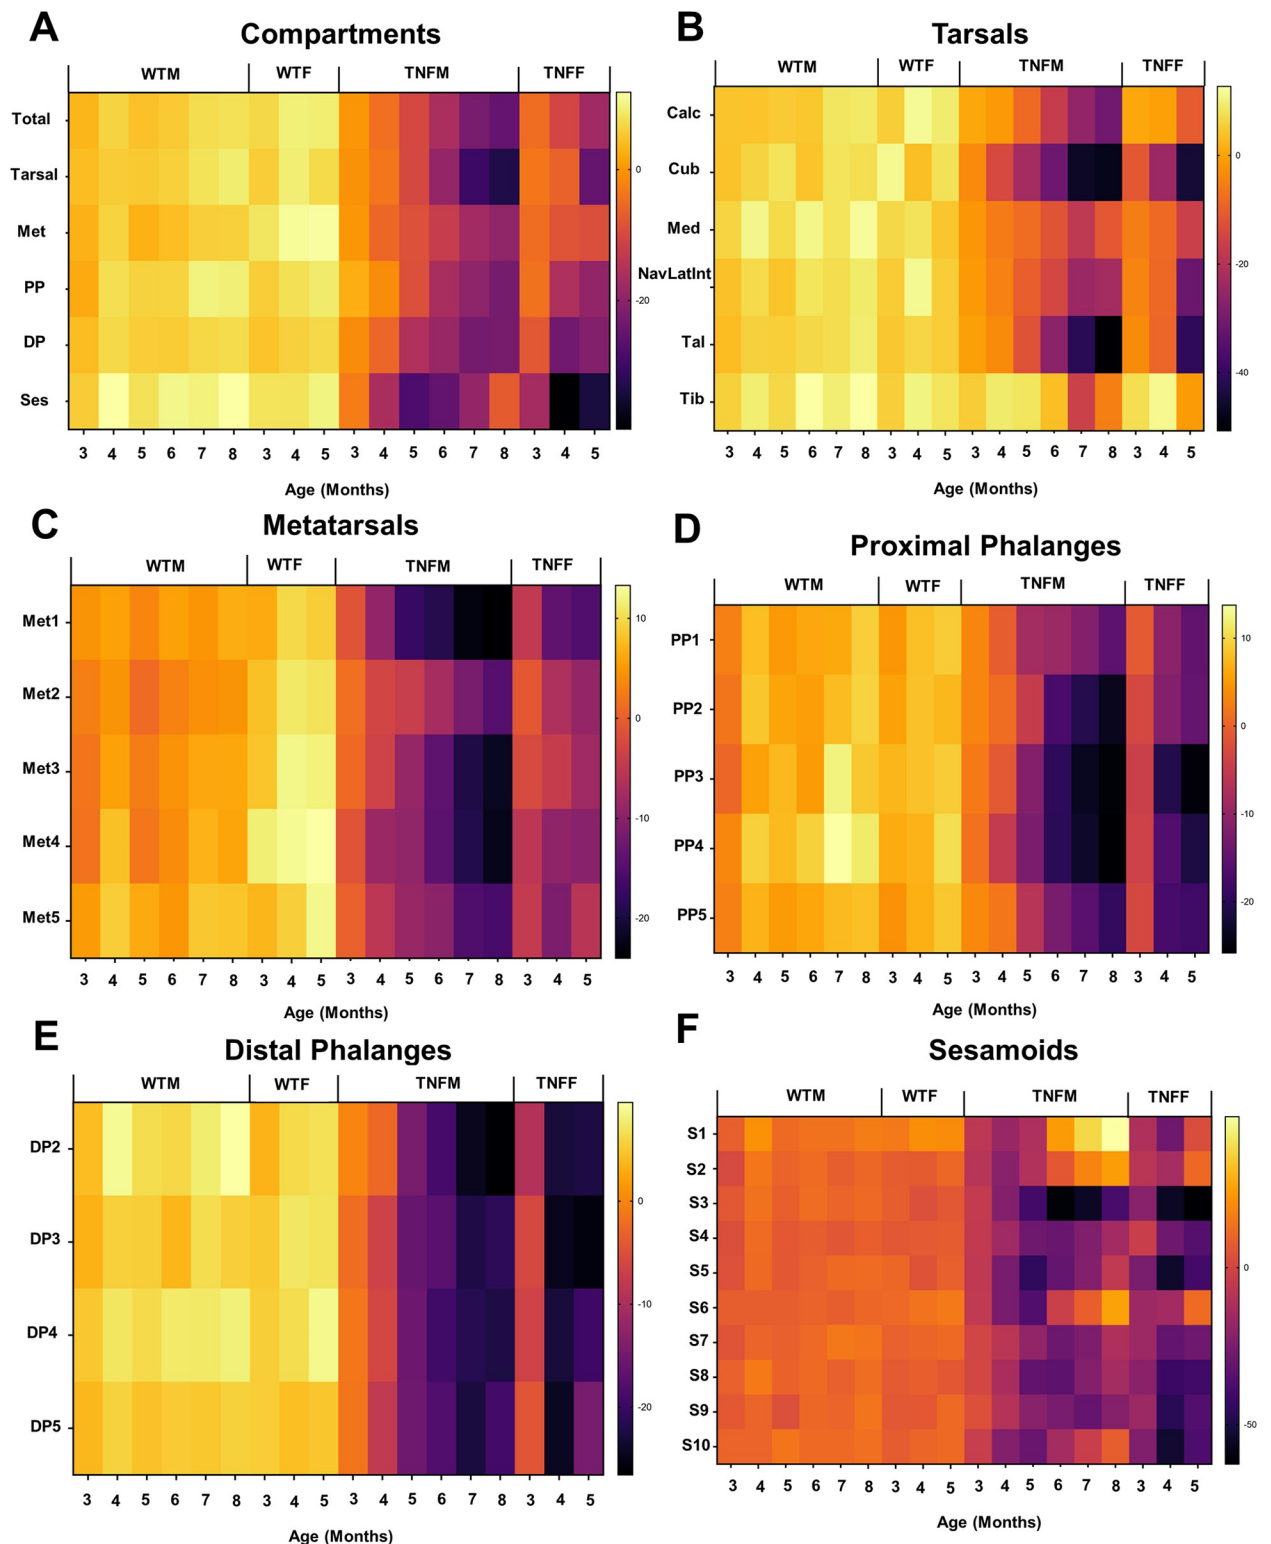 A
Compartments
WTM WTF TNFM TNFF
Total
Tarsal
Met
PP
DP
Ses
0
-20
3 4 5 6 7 8 3 4 5 3 4 5 6 7 8 3 4 5
Age (Months)
B
Tarsals
WTM WTF TNFM TNFF
Calc
Cub
Med
NavLatInt
Tal
Tib
0
-20
-40
3 4 5 6 7 8 3 4 5 3 4 5 6 7 8 3 4 5
Age (Months)
C
Metatarsals
WTM WTF TNFM TNFF
Met1
Met2
Met3
Met4
Met5
10
0
-10
-20
3 4 5 6 7 8 3 4 5 3 4 5 6 7 8 3 4 5
Age (Months)
D
Proximal Phalanges
WTM WTF TNFM TNFF
PP1
PP2
PP3
PP4
PP5
10
0
-10
-20
3 4 5 6 7 8 3 4 5 3 4 5 6 7 8 3 4 5
Age (Months)
E
Distal Phalanges
WTM WTF TNFM TNFF
DP2
DP3
DP4
DP5
0
-10
-20
3 4 5 6 7 8 3 4 5 3 4 5 6 7 8 3 4 5
Age (Months)
F
Sesamoids
WTM WTF TNFM TNFF
S1
S2
S3
S4
S5
S6
S7
S8
S9
S10
0
-50
3 4 5 6 7 8 3 4 5 3 4 5 6 7 8 3 4 5
Age (Months)